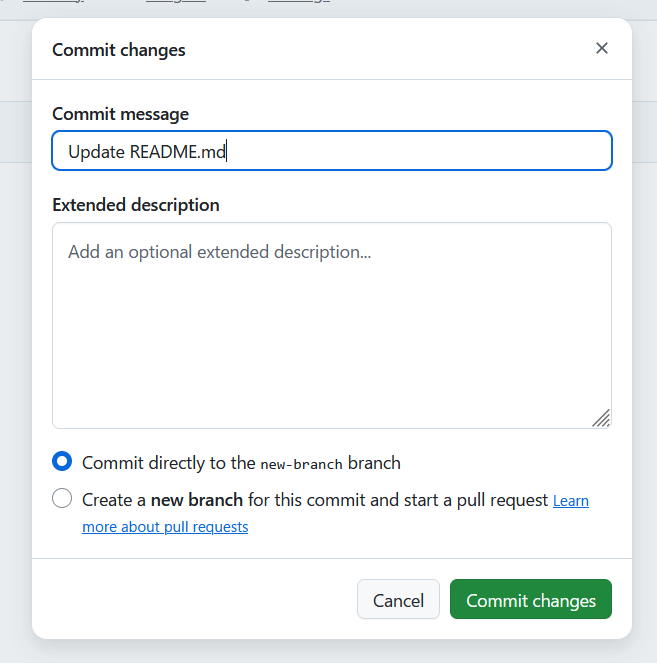 Commit changes
Commit message
Update README.md
Extended description
Add an optional extended description...
Commit directly to the new-branch branch
Create a new branch for this commit and start a pull request Learn
more about pull requests
Cancel
Commit changes